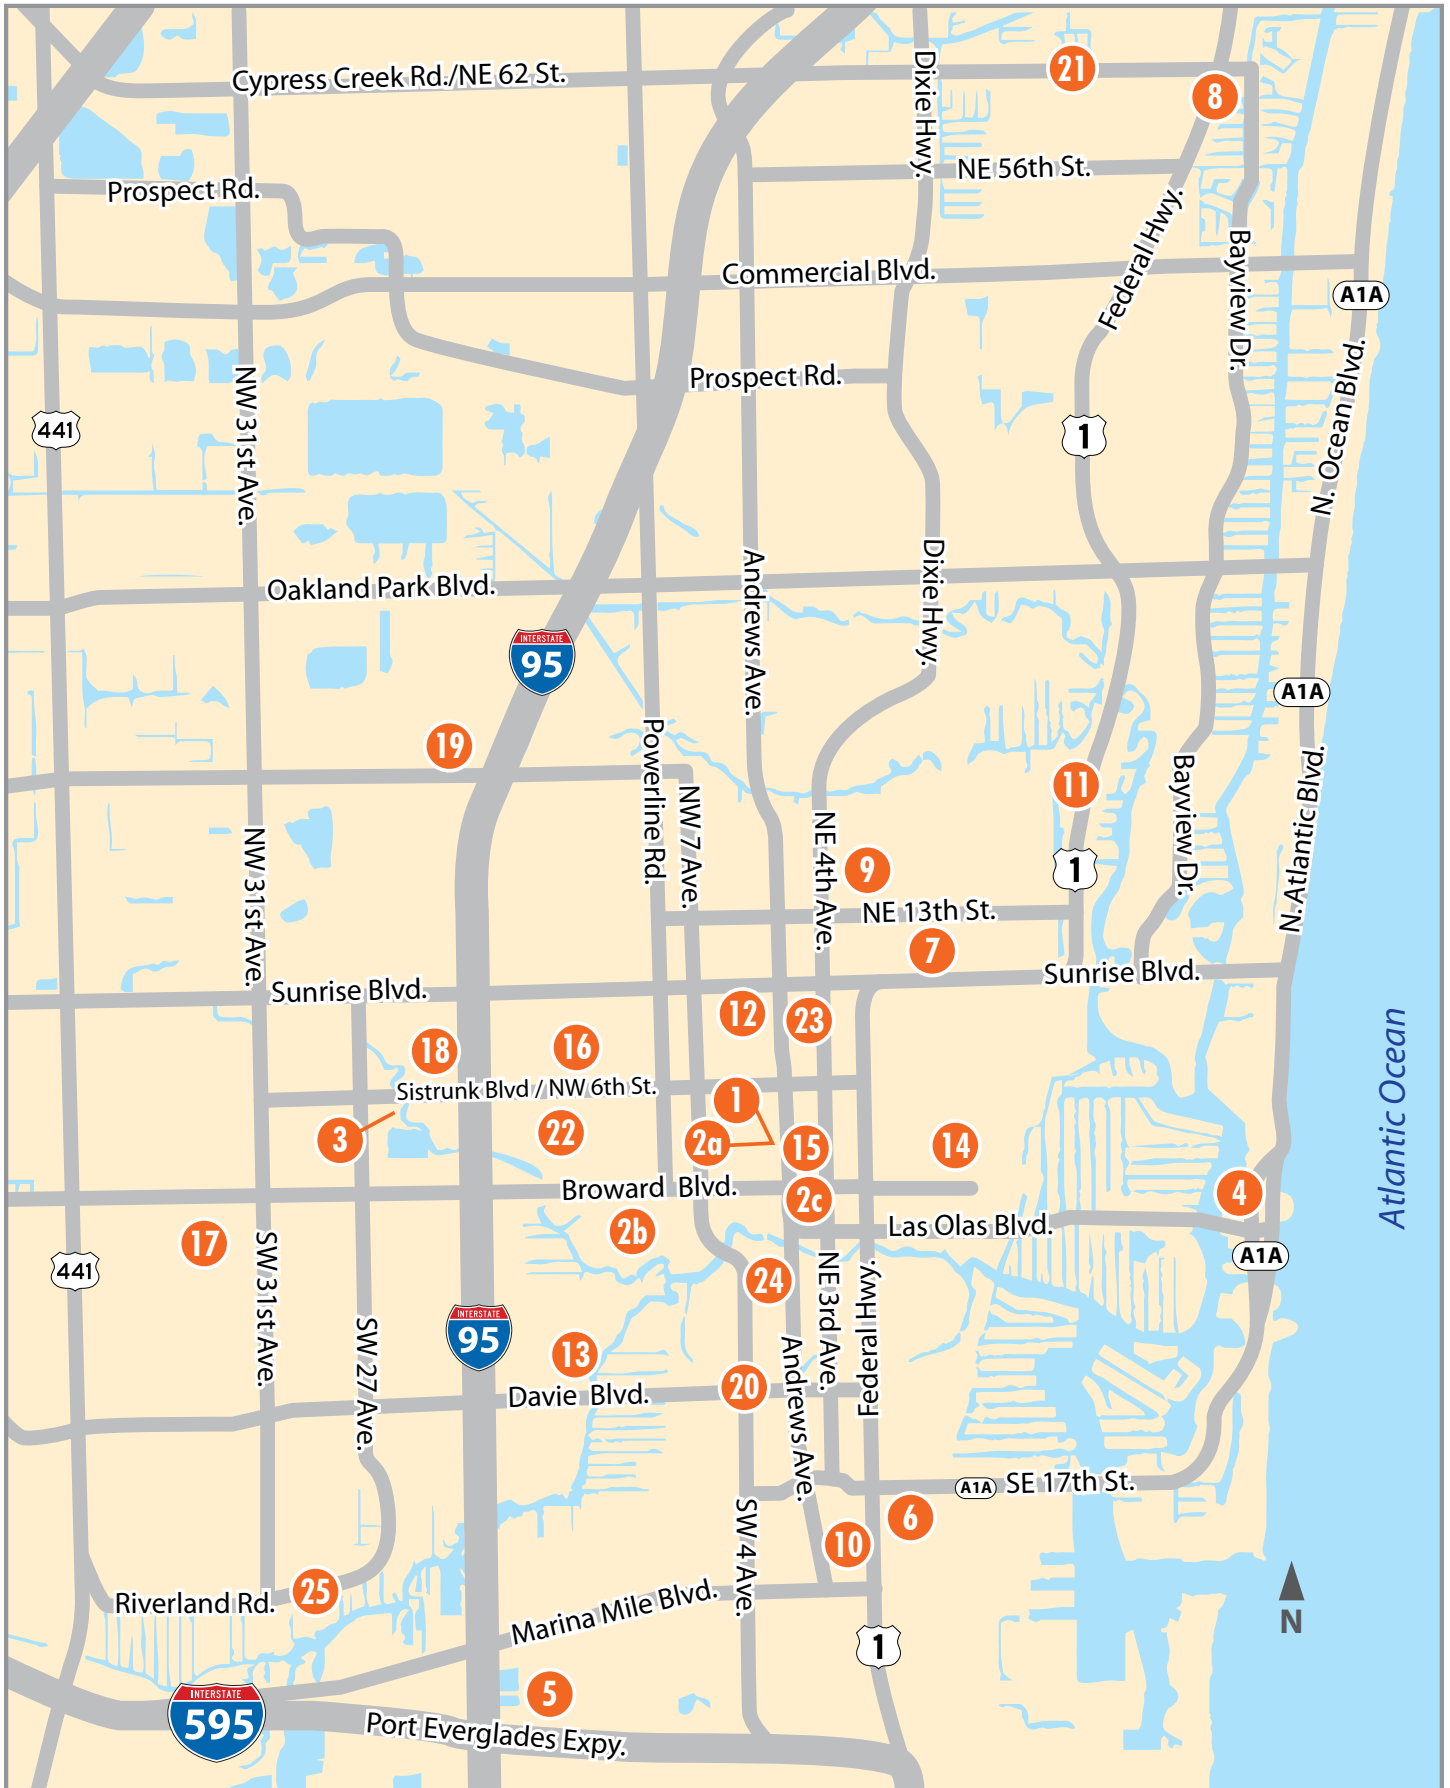 Cypress Creek Rd./NE 62 St.
21
8
Dixie Hwy.
NE 56th St.
Prospect Rd.
Federal Hwy.
Bayview Dr.
Commercial Blvd.
A1A
N. Ocean Blvd.
Prospect Rd.
NW 31st Ave.
441
1
Oakland Park Blvd.
Andrews Ave.
Dixie Hwy.
INTERSTATE
95
A1A
19
Powerline Rd.
NW 7 Ave.
11
Bayview Dr.
N. Atlantic Blvd.
NE 4th Ave.
9
1
NW 31st Ave.
NE 13th St.
7
Sunrise Blvd.
Sunrise Blvd.
12
23
18
16
Sistrunk Blvd / NW 6th St.
1
3
22
2a
15
14
Atlantic Ocean
Broward Blvd.
2c
4
17
2b
Las Olas Blvd.
441
SW 31st Ave.
A1A
24
NE 3rd Ave.
Federal Hwy.
INTERSTATE
95
SW 27 Ave.
13
Davie Blvd.
20
Andrews Ave.
A1A SE 17th St.
SW 4 Ave.
6
10
25
Riverland Rd.
Marina Mile Blvd.
N
1
5
INTERSTATE
595
Port Everglades Expy.